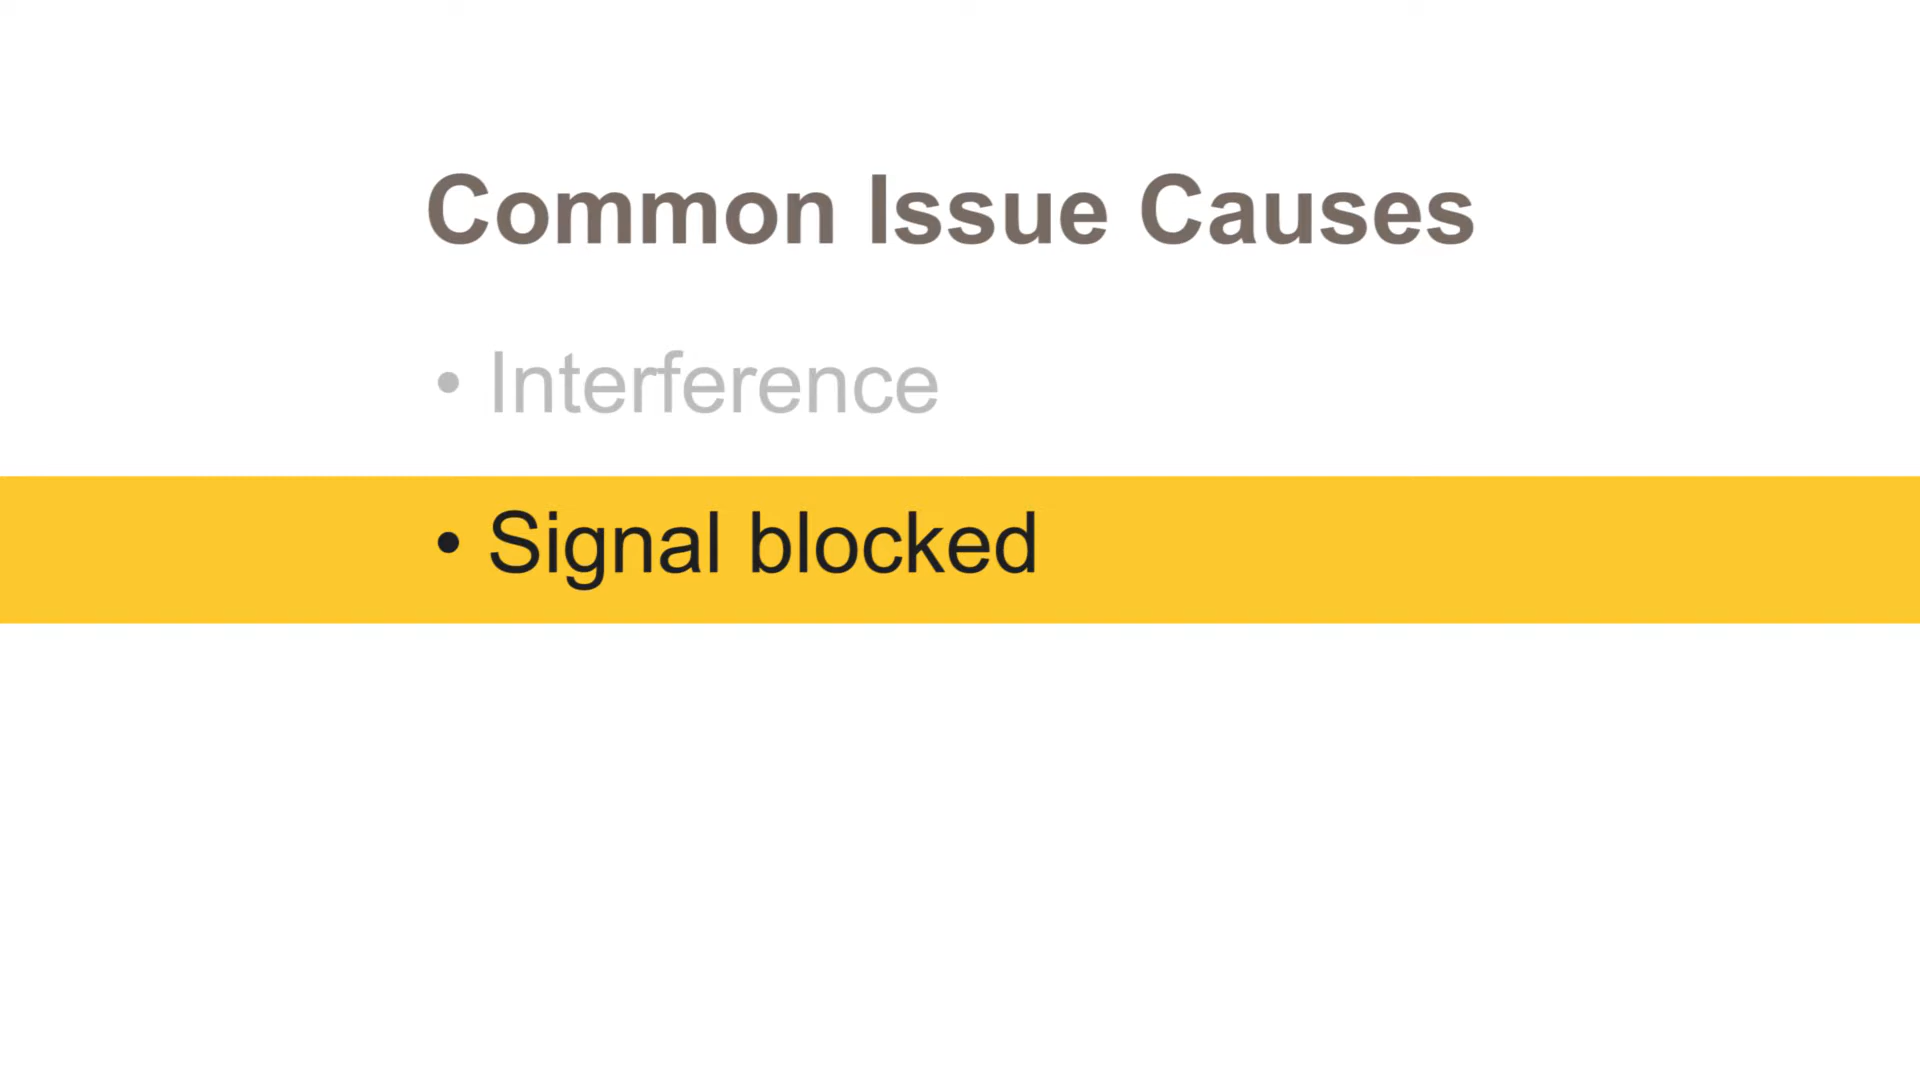 Common Issue Causes
• Interference
• Signal blocked